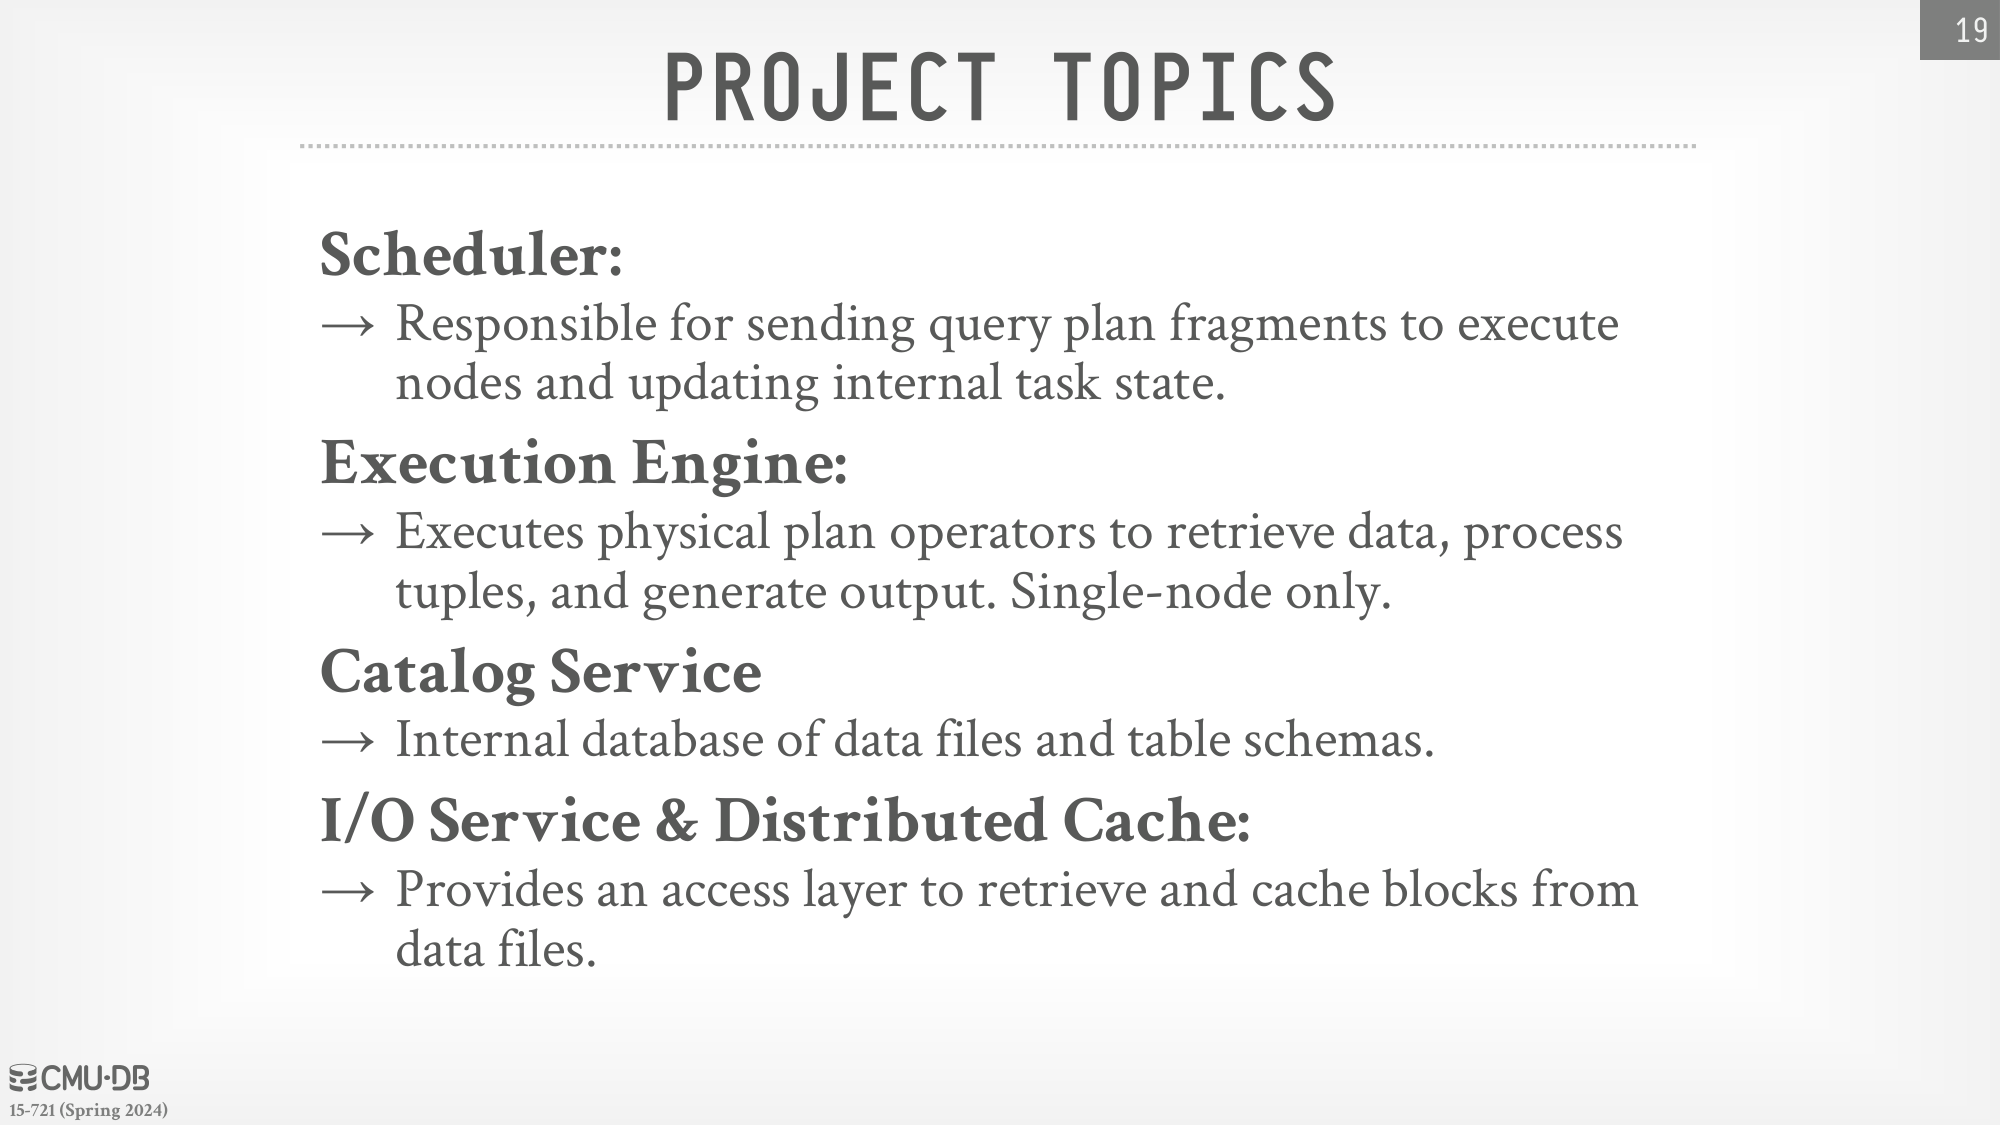 19
PROJECT TOPICS
Scheduler:
→ Responsible for sending query plan fragments to execute
nodes and updating internal task state.
Execution Engine:
→ Executes physical plan operators to retrieve data, process
tuples, and generate output. Single-node only.
Catalog Service
→ Internal database of data files and table schemas.
I/O Service & Distributed Cache:
→ Provides an access layer to retrieve and cache blocks from
data files.
CMU·DB
15-721 (Spring 2024)